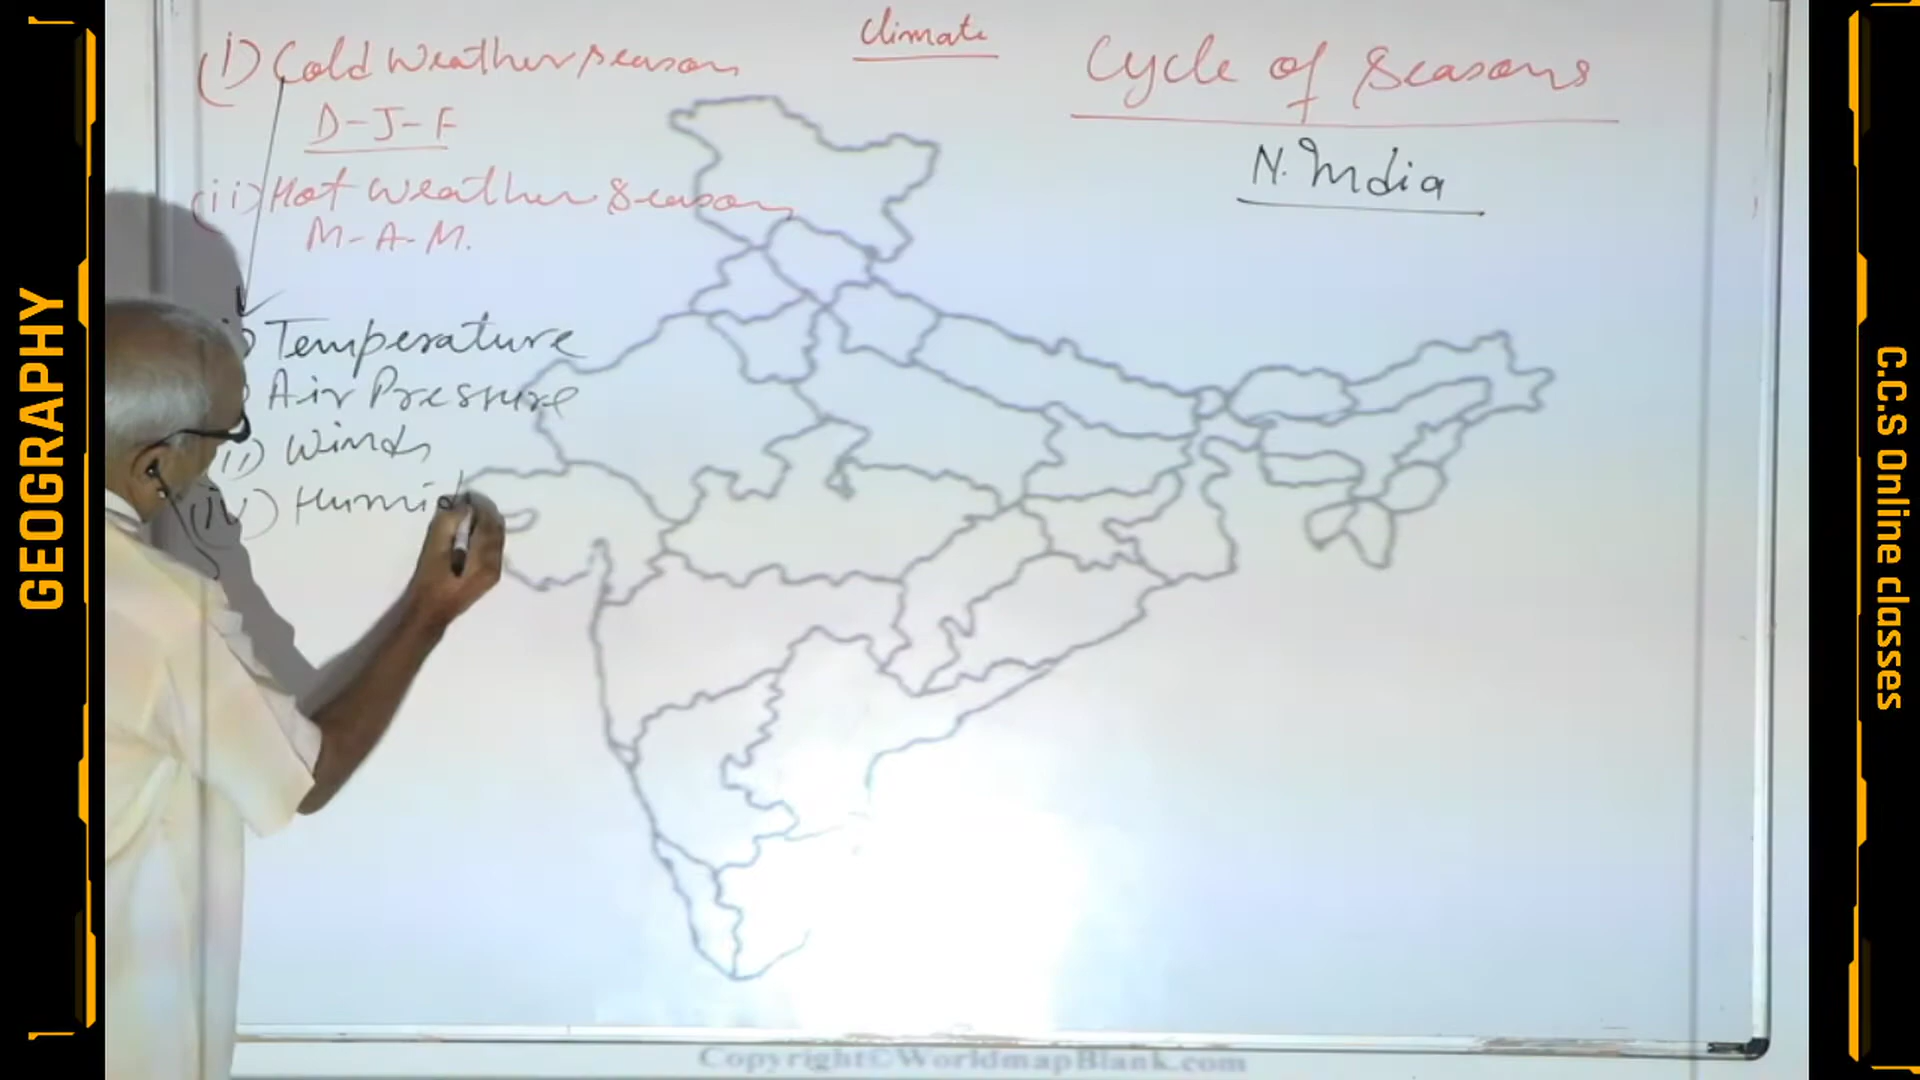 GEOGRAPHY
Climate
Cycle of Seasons
N. India
(i) Cold Weather season
D-J-F
(ii) Hot Weather Season
M-A-M.
Temperature
Air Pressure
Winds
(iv) Humid
Copyright©WorldmapBlank.com
C.C.S Online classes